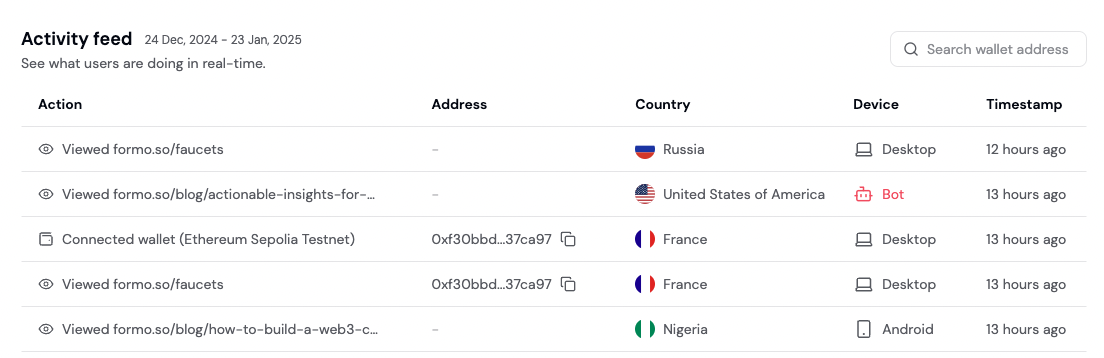 Activity feed 24 Dec, 2024 - 23 Jan, 2025
Search wallet address
See what users are doing in real-time.
Action Address Country Device Timestamp
Viewed formo.so/faucets – Russia Desktop 12 hours ago
Viewed formo.so/blog/actionable-insights-for-... – United States of America Bot 13 hours ago
Connected wallet (Ethereum Sepolia Testnet) 0xf30bbd...37ca97 France Desktop 13 hours ago
Viewed formo.so/faucets 0xf30bbd...37ca97 France Desktop 13 hours ago
Viewed formo.so/blog/how-to-build-a-web3-c... – Nigeria Android 13 hours ago